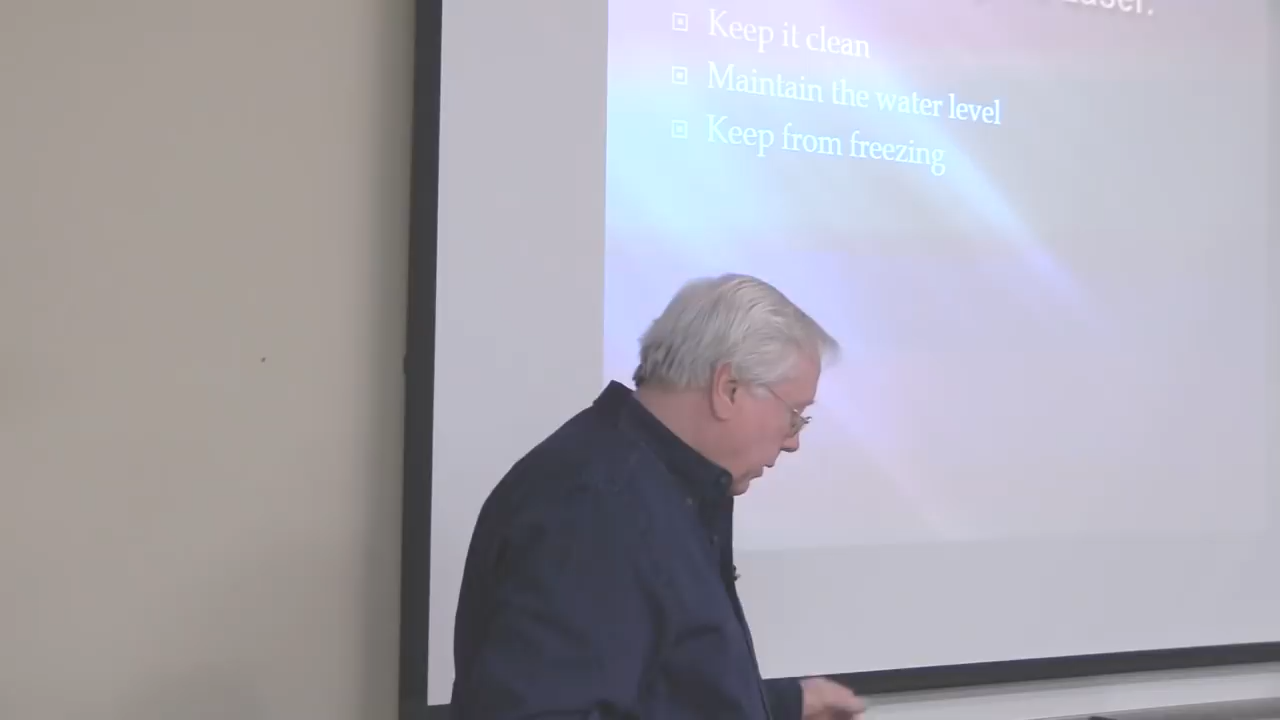 Keep it clean
Maintain the water level
Keep from freezing